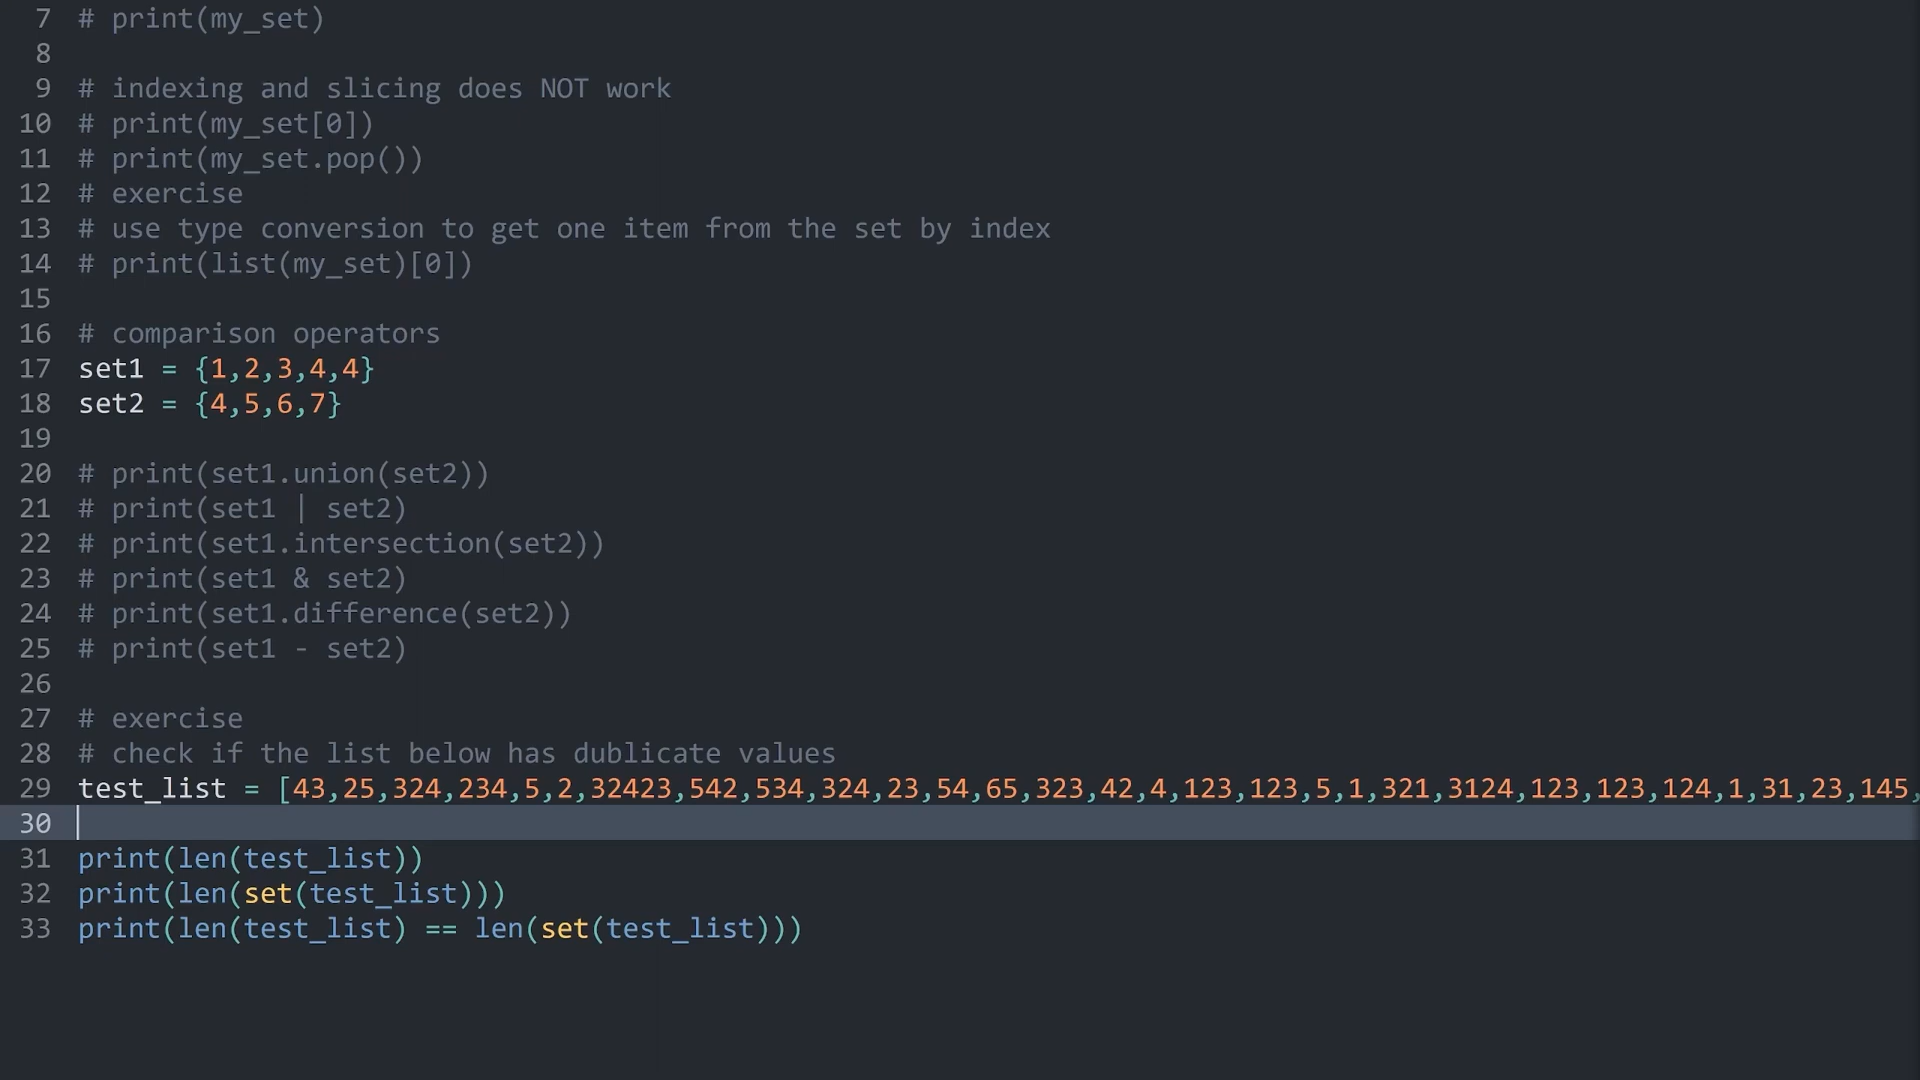 7 # print(my_set)
8
9 # indexing and slicing does NOT work
10 # print(my_set[0])
11 # print(my_set.pop())
12 # exercise
13 # use type conversion to get one item from the set by index
14 # print(list(my_set)[0])
15
16 # comparison operators
17 set1 = {1,2,3,4,4}
18 set2 = {4,5,6,7}
19
20 # print(set1.union(set2))
21 # print(set1 | set2)
22 # print(set1.intersection(set2))
23 # print(set1 & set2)
24 # print(set1.difference(set2))
25 # print(set1 - set2)
26
27 # exercise
28 # check if the list below has dublicate values
29 test_list = [43,25,324,234,5,2,32423,542,534,324,23,54,65,323,42,4,123,123,5,1,321,3124,123,123,124,1,31,23,145,
30
31 print(len(test_list))
32 print(len(set(test_list)))
33 print(len(test_list) == len(set(test_list)))